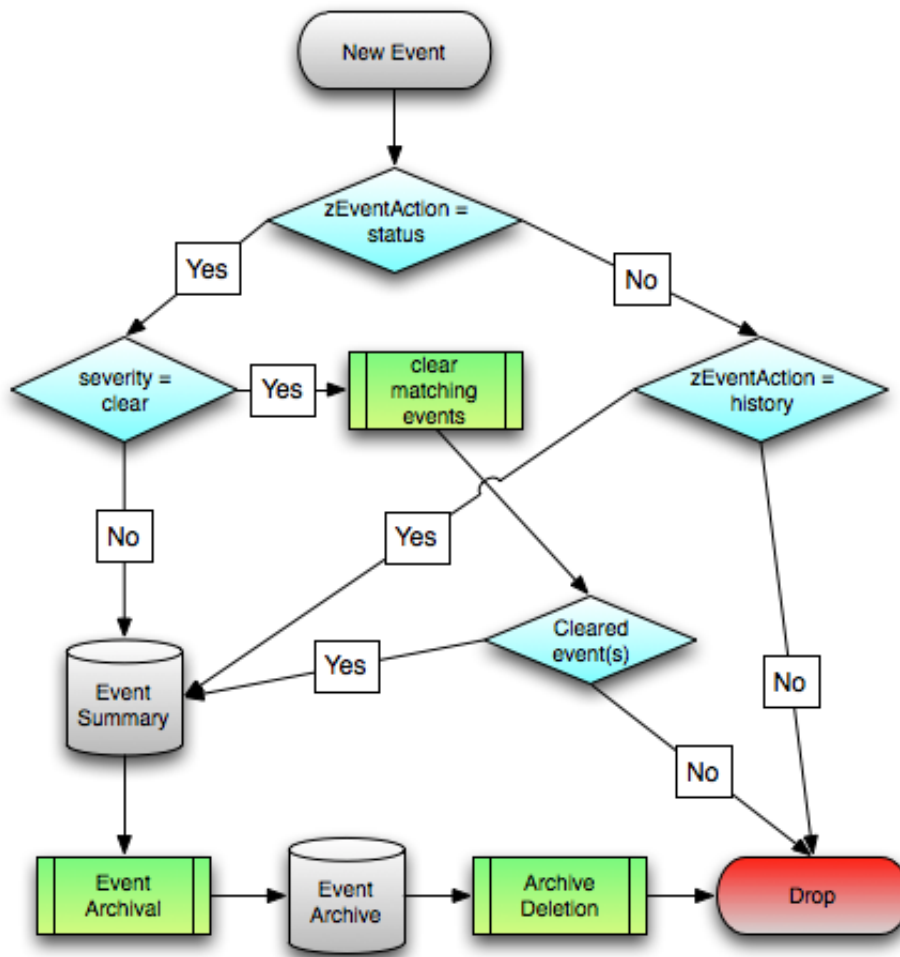 New Event
zEventAction =
status
Yes
No
severity =
clear
Yes
clear
matching
events
zEventAction =
history
No
Yes
Cleared
event(s)
Yes
No
No
Event
Summary
Event
Archival
Event
Archive
Archive
Deletion
Drop